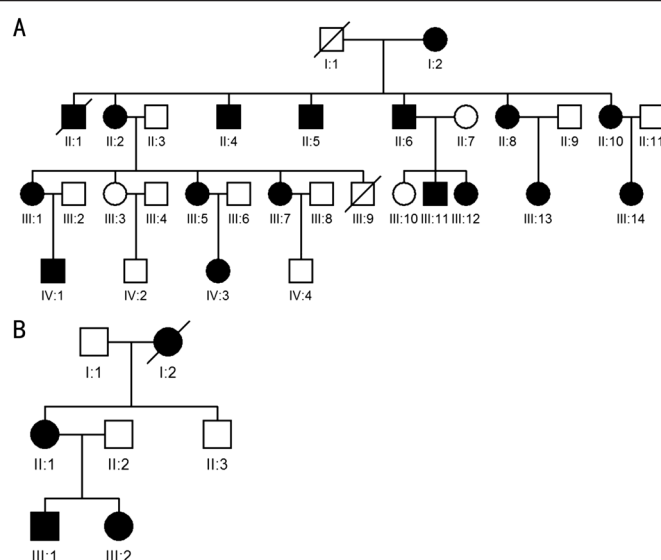 A
I:1 I:2
II:1 II:2 II:3 II:4 II:5 II:6 II:7 II:8 II:9 II:10 II:11
III:1 III:2 III:3 III:4 III:5 III:6 III:7 III:8 III:9 III:10 III:11 III:12 III:13 III:14
IV:1 IV:2 IV:3 IV:4
B
I:1 I:2
II:1 II:2 II:3
III:1 III:2